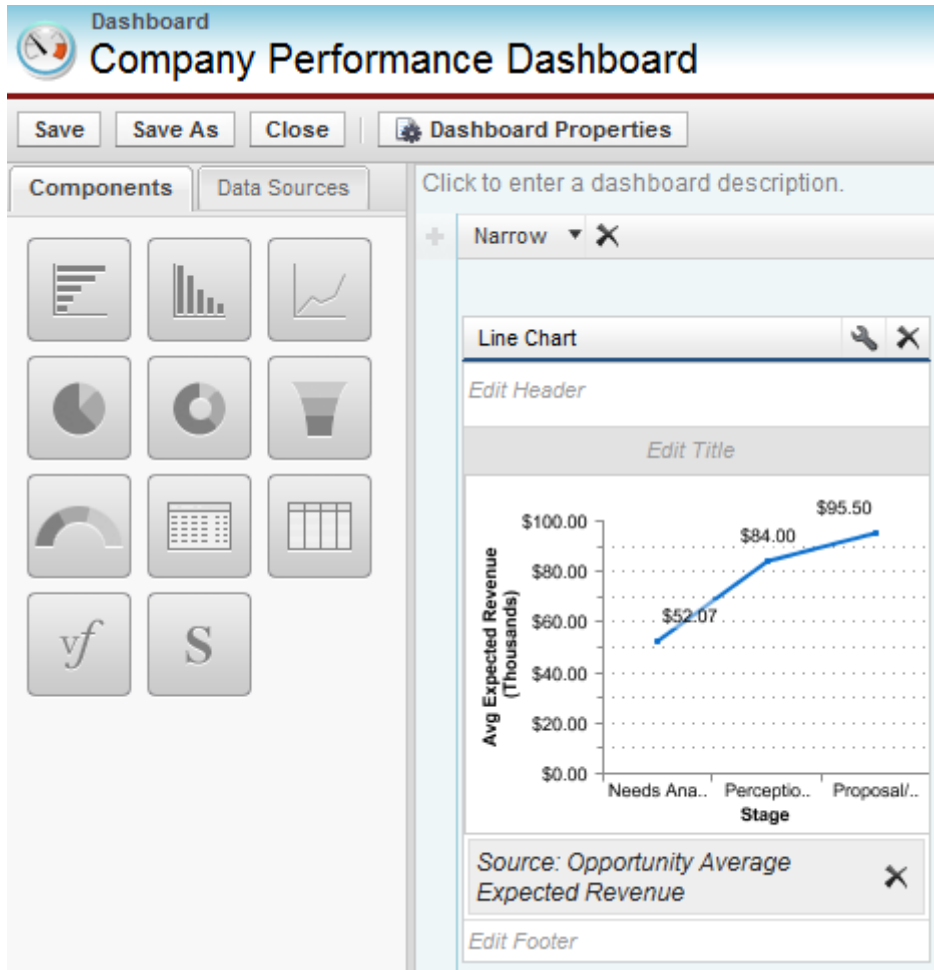 Dashboard
Company Performance Dashboard
Save
Save As
Close
Dashboard Properties
Components
Data Sources
Click to enter a dashboard description.
Narrow
Line Chart
Edit Header
Edit Title
$95.50
$100.00
$84.00
$80.00
$52.07
$60.00
$40.00
$20.00
$0.00
Avg Expected Revenue
(Thousands)
Needs Ana..
Perceptio..
Proposal/..
Stage
vf
S
Source: Opportunity Average
Expected Revenue
Edit Footer